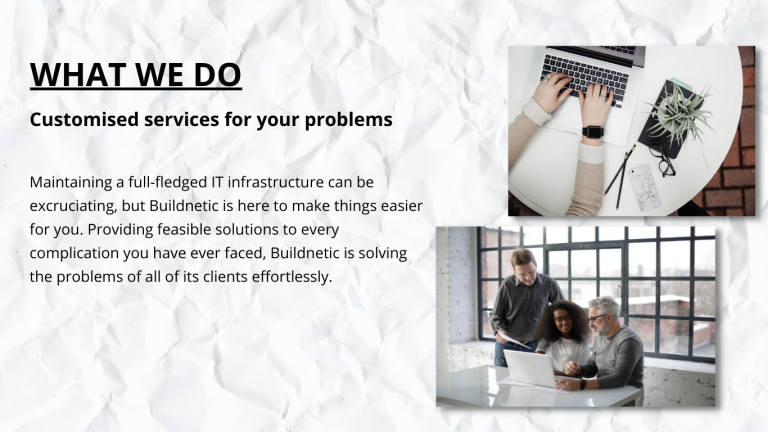 WHAT WE DO
Customised services for your problems
Maintaining a full-fledged IT infrastructure can be
excruciating, but Buildnetic is here to make things easier
for you. Providing feasible solutions to every
complication you have ever faced, Buildnetic is solving
the problems of all of its clients effortlessly.